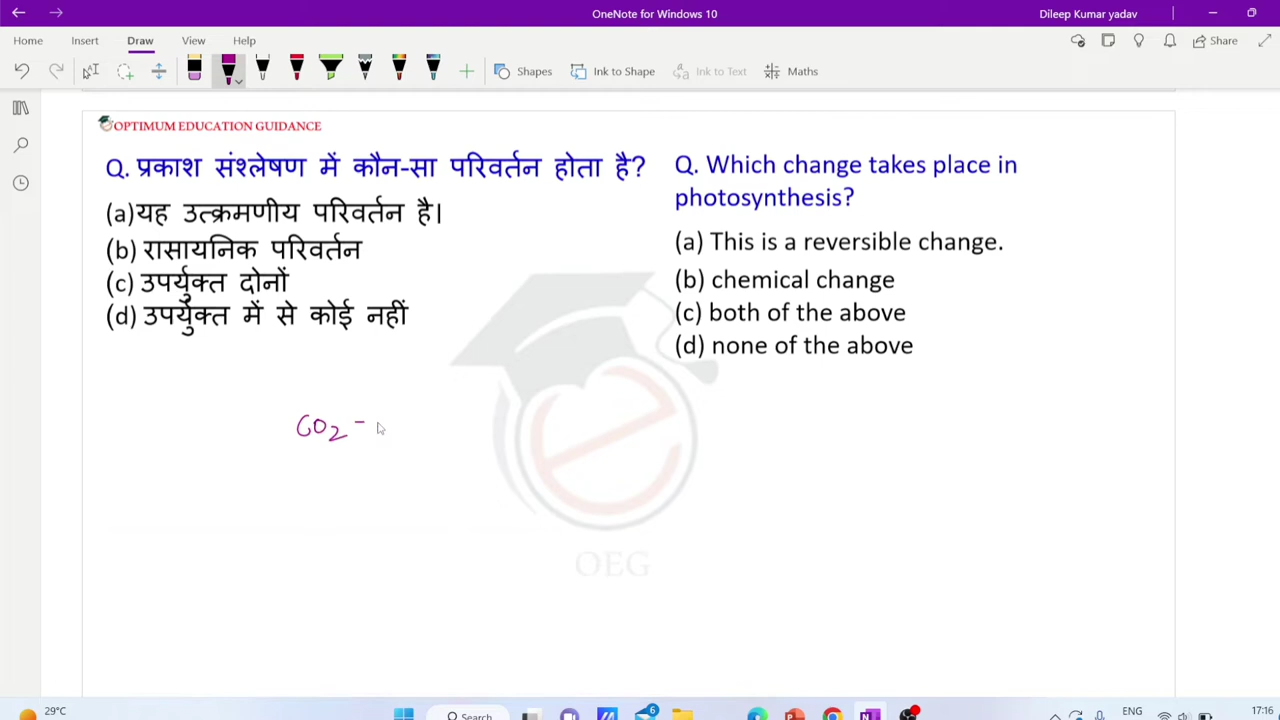 OneNote for Windows 10
Dileep Kumar yadav
Home Insert Draw View Help
Share
Shapes Ink to Shape Ink to Text Maths
OPTIMUM EDUCATION GUIDANCE
Q. प्रकाश संश्लेषण में कौन-सा परिवर्तन होता है?
(a)यह उत्क्रमणीय परिवर्तन है।
(b) रासायनिक परिवर्तन
(c) उपर्युक्त दोनों
(d) उपर्युक्त में से कोई नहीं
Q. Which change takes place in
photosynthesis?
(a) This is a reversible change.
(b) chemical change
(c) both of the above
(d) none of the above
CO2 -
OEG
29°C
Search
6
ENG
17:16